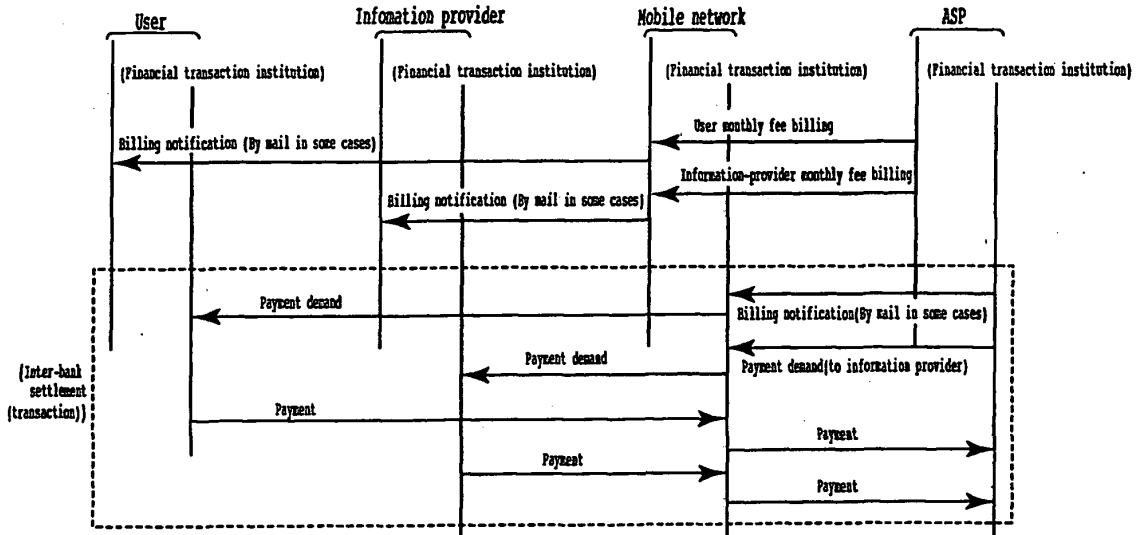 User
Infomation provider
Mobile network
ASP
(Financial transaction institution)
(Financial transaction institution)
(Financial transaction institution)
(Financial transaction institution)
User monthly fee billing
Billing notification (By mail in some cases)
Information-provider monthly fee billing
Billing notification (By mail in some cases)
Payment demand
Billing notification(By mail in some cases)
Payment demand
Payment demand(to information provider)
(Inter-bank
settlement
(transaction))
Payment
Payment
Payment
Payment